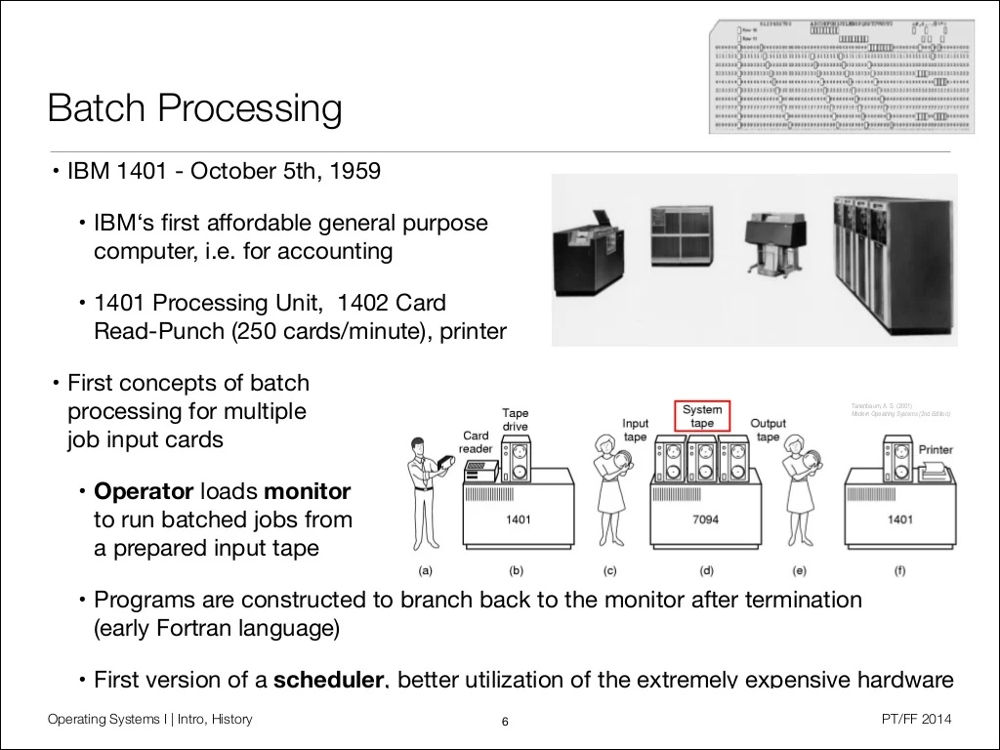 Batch Processing
• IBM 1401 - October 5th, 1959
• IBM‘s first affordable general purpose
computer, i.e. for accounting
• 1401 Processing Unit,  1402 Card
Read-Punch (250 cards/minute), printer
• First concepts of batch
processing for multiple
job input cards
• Operator loads monitor
to run batched jobs from
a prepared input tape
Tanenbaum, A. S. (2001)
Modern Operating Systems (2nd Edition)
Card
reader
Tape
drive
Input
tape
System
tape
Output
tape
Printer
1401
7094
1401
(a)
(b)
(c)
(d)
(e)
(f)
• Programs are constructed to branch back to the monitor after termination
(early Fortran language)
• First version of a scheduler, better utilization of the extremely expensive hardware
Operating Systems I | Intro, History
6
PT/FF 2014